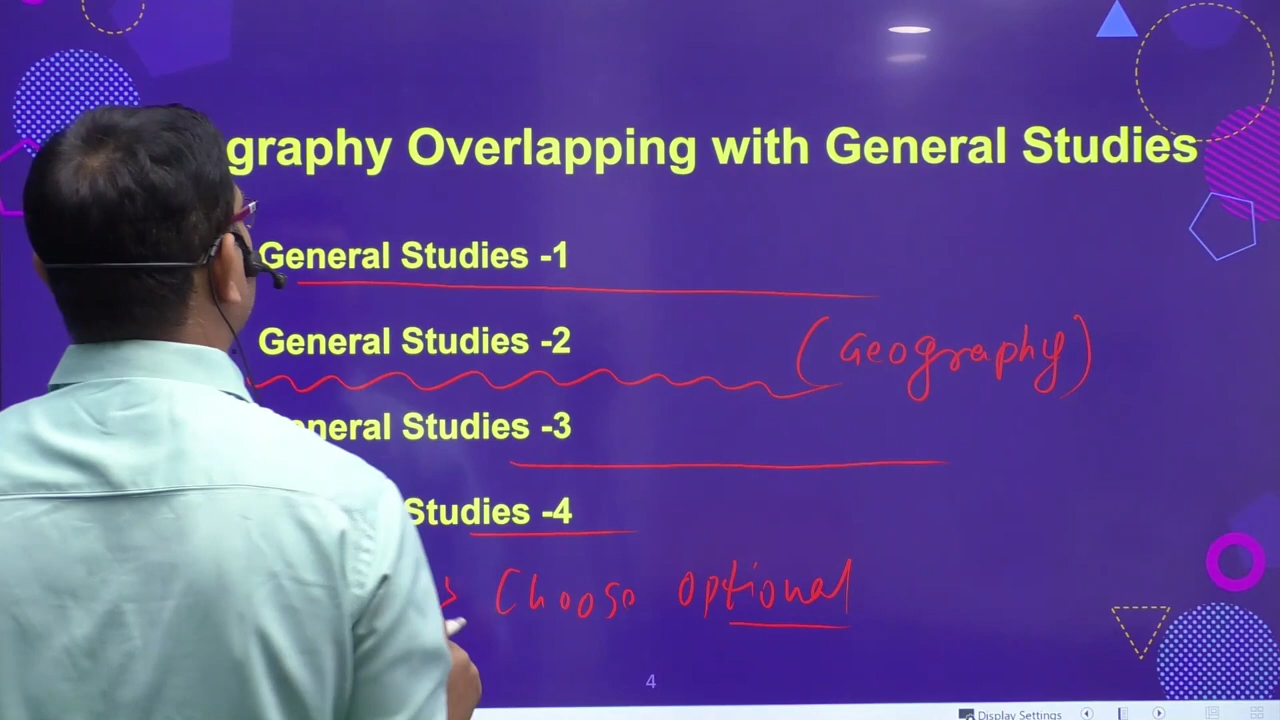 graphy Overlapping with General Studies
General Studies -1
General Studies -2
(Geography)
neral Studies -3
Studies -4
Choose optional
4
Display Settings